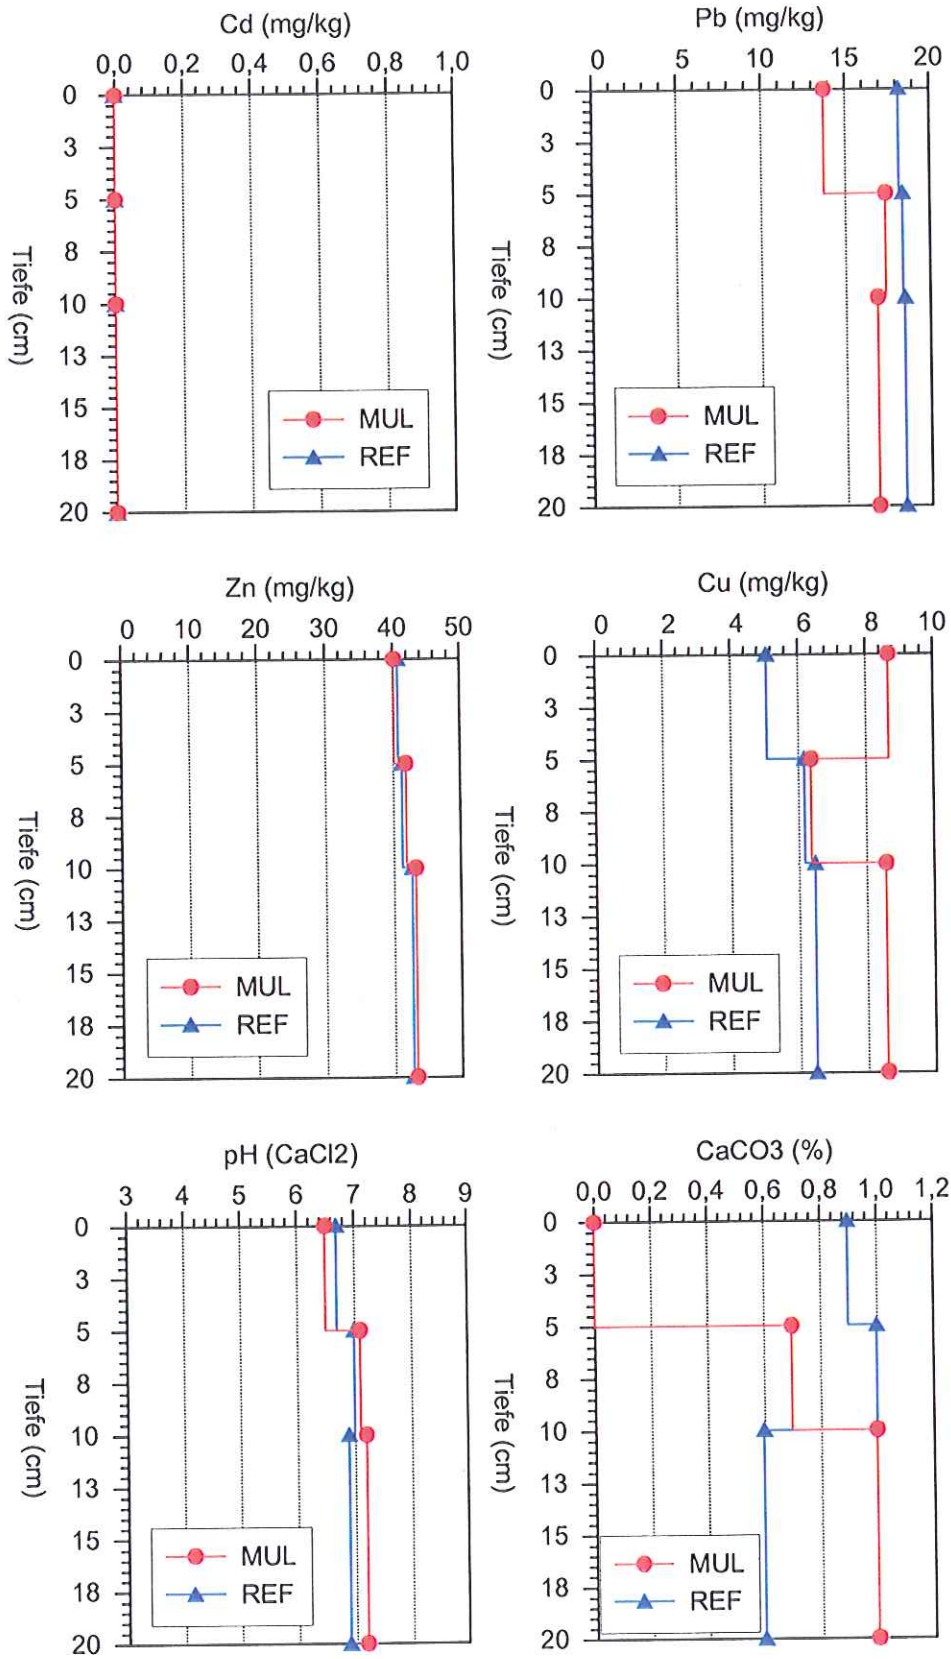 Cd (mg/kg)
0,0 0,2 0,4 0,6 0,8 1,0
0
3
5
8
10
13
15
18
20
Tiefe (cm)
MUL
REF
Pb (mg/kg)
0 5 10 15 20
0
3
5
8
10
13
15
18
20
Tiefe (cm)
MUL
REF
Zn (mg/kg)
0 10 20 30 40 50
0
3
5
8
10
13
15
18
20
Tiefe (cm)
MUL
REF
Cu (mg/kg)
0 2 4 6 8 10
0
3
5
8
10
13
15
18
20
Tiefe (cm)
MUL
REF
pH (CaCl2)
3 4 5 6 7 8 9
0
3
5
8
10
13
15
18
20
Tiefe (cm)
MUL
REF
CaCO3 (%)
0,0 0,2 0,4 0,6 0,8 1,0 1,2
0
3
5
8
10
13
15
18
20
Tiefe (cm)
MUL
REF